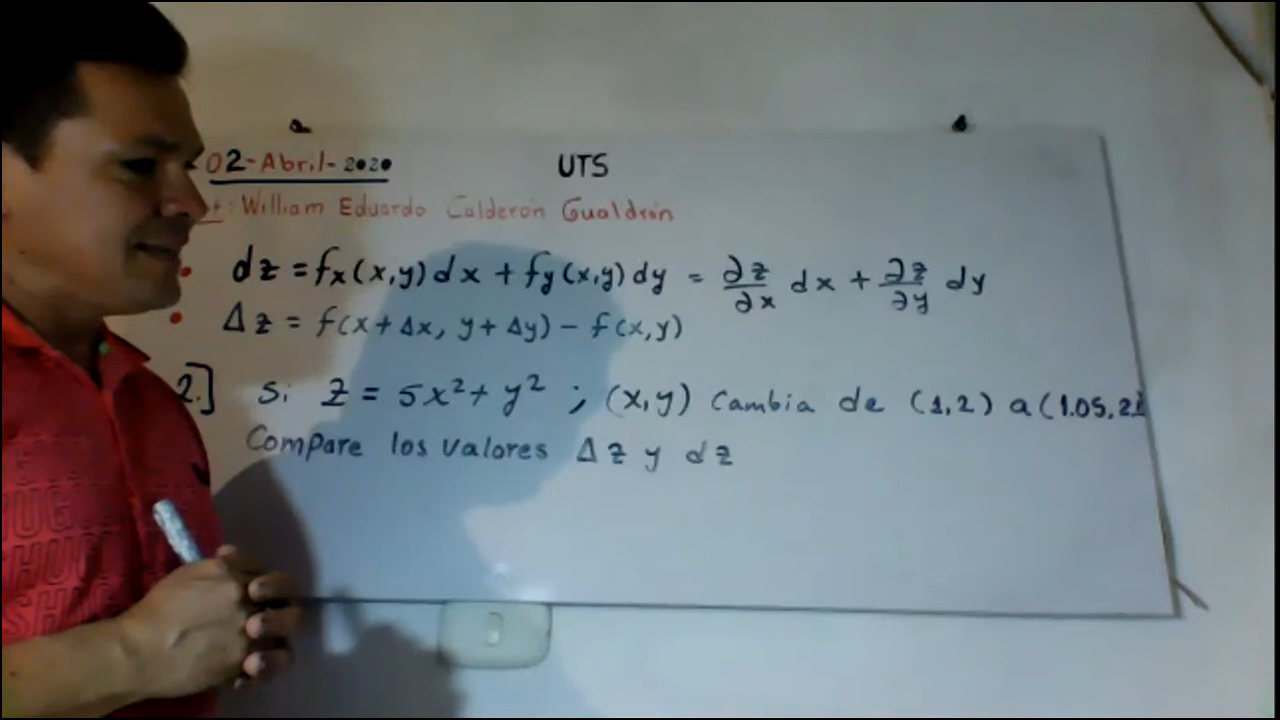 02-Abril-2020 UTS
William Eduardo Calderón Gualdrón
• dz = fx(x,y)dx + fy(x,y)dy = ∂z/∂x dx + ∂z/∂y dy
• Δz = f(x+Δx, y+Δy) - f(x,y)
2.] Si z = 5x²+ y² ; (x,y) Cambia de (1,2) a (1.05, 2.1
Compare los valores Δz y dz